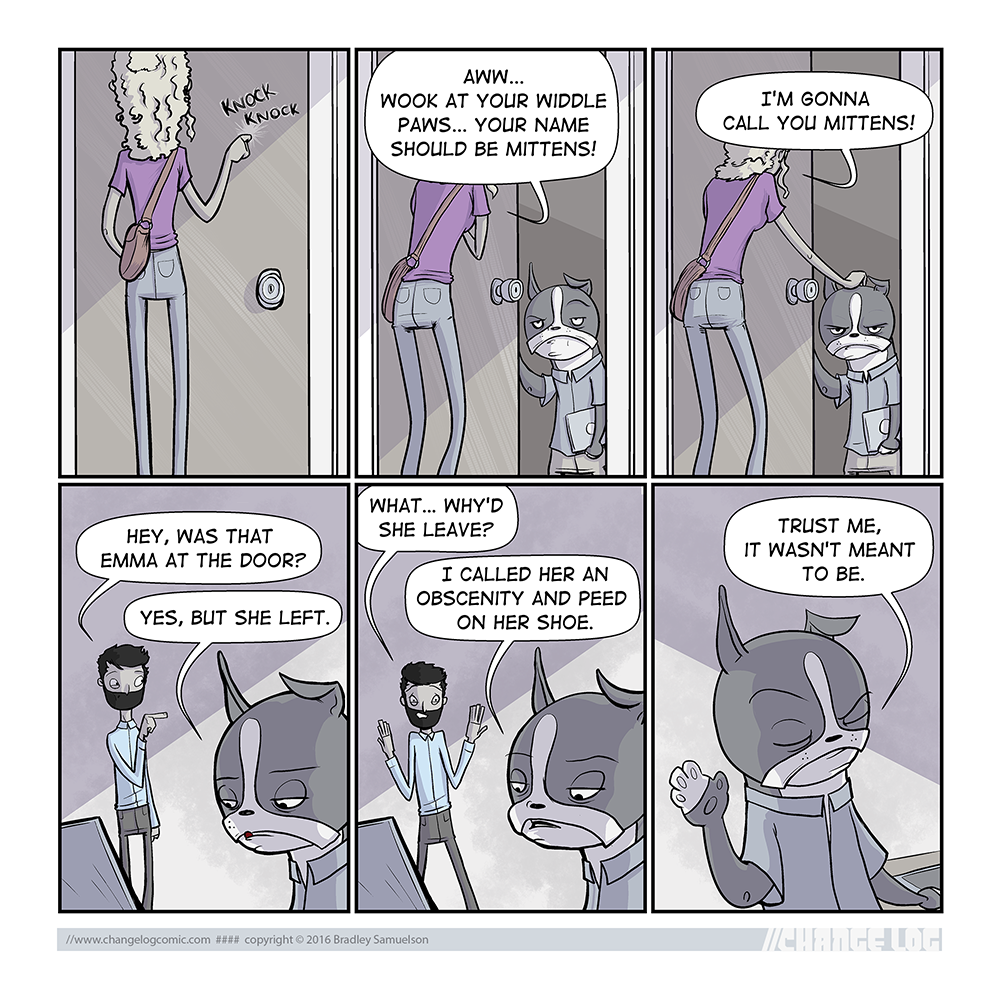 KNOCK
KNOCK
AWW...
WOOK AT YOUR WIDDLE
PAWS... YOUR NAME
SHOULD BE MITTENS!
I'M GONNA
CALL YOU MITTENS!
HEY, WAS THAT
EMMA AT THE DOOR?
YES, BUT SHE LEFT.
WHAT... WHY'D
SHE LEAVE?
I CALLED HER AN
OBSCENITY AND PEED
ON HER SHOE.
TRUST ME,
IT WASN'T MEANT
TO BE.
//www.changelogcomic.com #### copyright © 2016 Bradley Samuelson
//CHANGE LOG